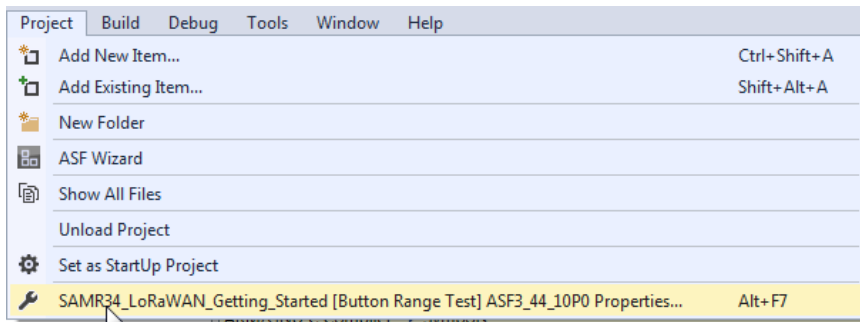 Project Build Debug Tools Window Help
Add New Item... Ctrl+Shift+A
Add Existing Item... Shift+Alt+A
New Folder
ASF Wizard
Show All Files
Unload Project
Set as StartUp Project
SAMR34_LoRaWAN_Getting_Started [Button Range Test] ASF3_44_10P0 Properties... Alt+F7